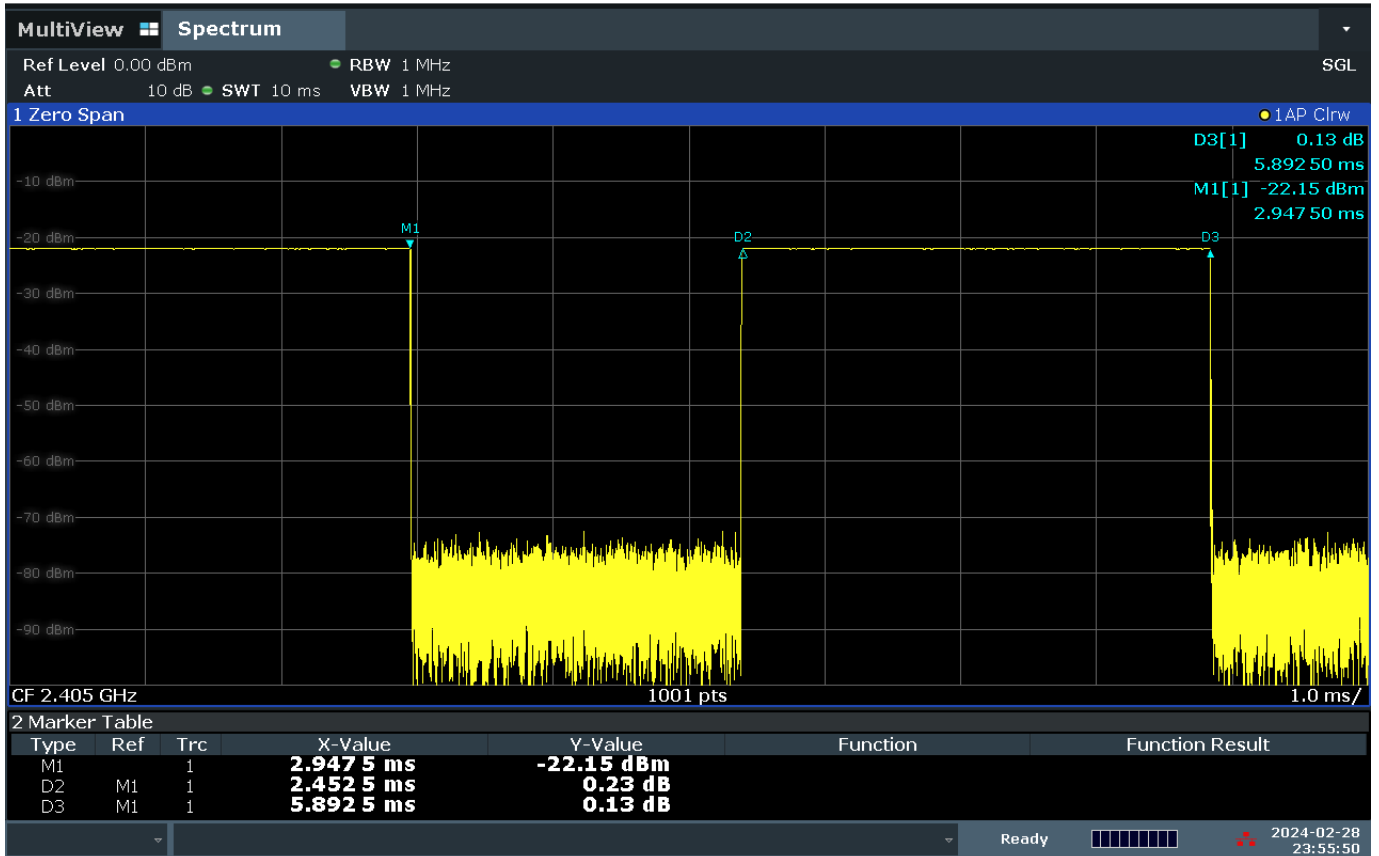 MultiView Spectrum
Ref Level 0.00 dBm RBW 1 MHz SGL
Att 10 dB SWT 10 ms VBW 1 MHz
1 Zero Span 1AP Clrw
D3[1] 0.13 dB
5.89250 ms
-10 dBm
M1[1] -22.15 dBm
2.94750 ms
M1
-20 dBm D2 D3
-30 dBm
-40 dBm
-50 dBm
-60 dBm
-70 dBm
-80 dBm
-90 dBm
CF 2.405 GHz 1001 pts 1.0 ms/
2 Marker Table
Type Ref Trc X-Value Y-Value Function Function Result
M1 1 2.947 5 ms -22.15 dBm
D2 M1 1 2.452 5 ms 0.23 dB
D3 M1 1 5.892 5 ms 0.13 dB
Ready 2024-02-28
23:55:50